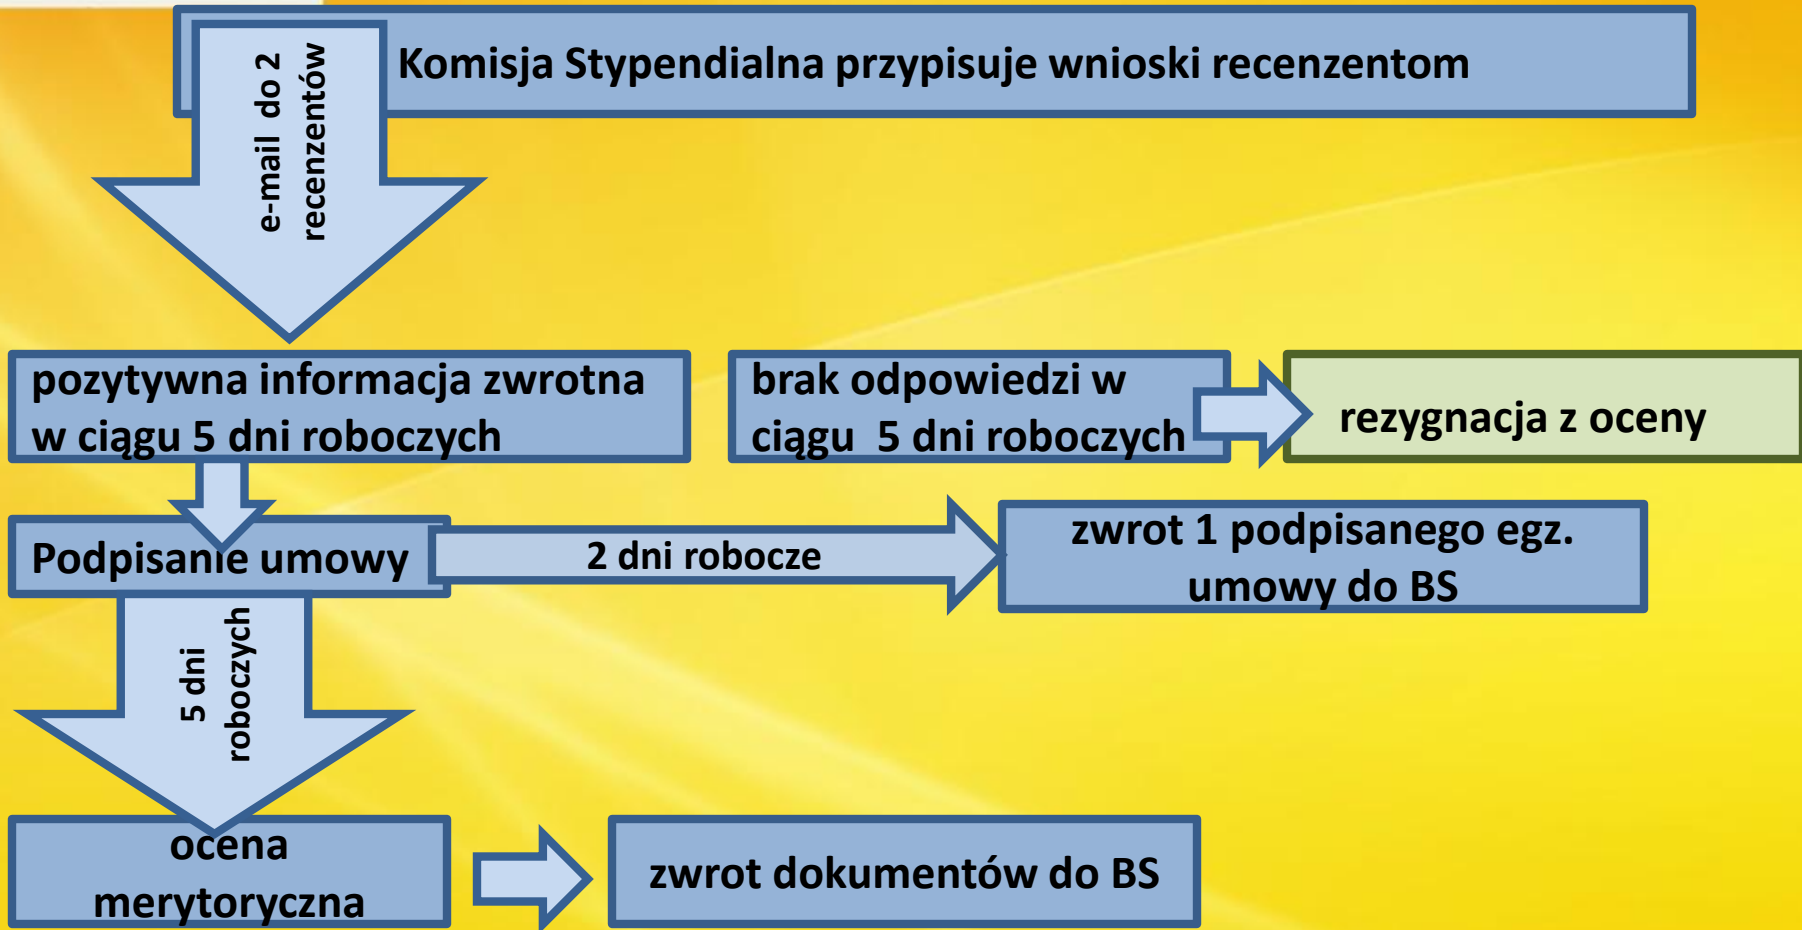 Komisja Stypendialna przypisuje wnioski recenzentom
e-mail do 2
recenzentów
pozytywna informacja zwrotna
w ciągu 5 dni roboczych
brak odpowiedzi w
ciągu 5 dni roboczych
rezygnacja z oceny
Podpisanie umowy
2 dni robocze
zwrot 1 podpisanego egz.
umowy do BS
5 dni
roboczych
ocena
merytoryczna
zwrot dokumentów do BS